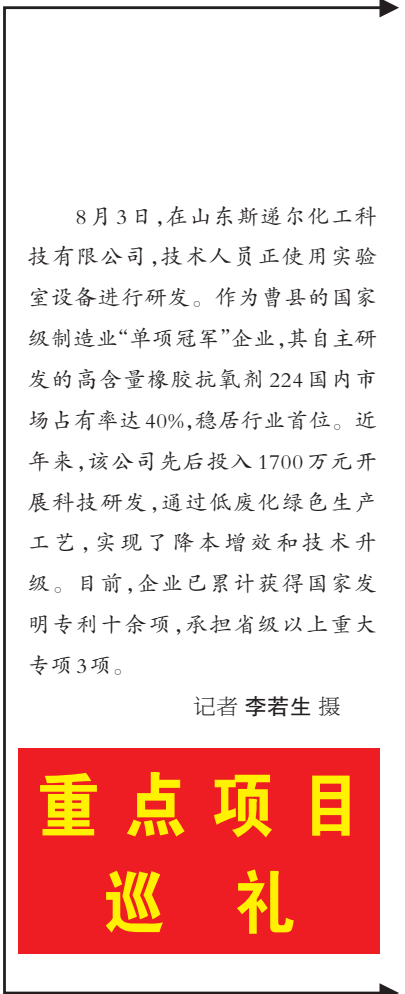 8月3日,在山东斯递尔化工科
技有限公司,技术人员正使用实验
室设备进行研发。作为曹县的国家
级制造业“单项冠军”企业,其自主研
发的高含量橡胶抗氧剂224国内市
场占有率达40%,稳居行业首位。近
年来,该公司先后投入1700万元开
展科技研发,通过低废化绿色生产
工艺,实现了降本增效和技术升
级。目前,企业已累计获得国家发
明专利十余项,承担省级以上重大
专项3项。
记者 李若生 摄
重点项目
巡礼